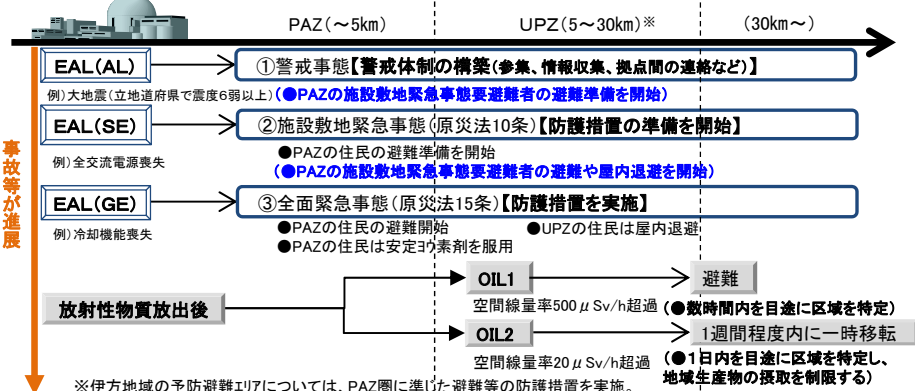 PAZ(～5km)
UPZ(5～30km)※
(30km～)
EAL(AL)
①警戒事態【警戒体制の構築(参集、情報収集、拠点間の連絡など)】
例)大地震(立地道府県で震度6弱以上)(●PAZの施設敷地緊急事態要避難者の避難準備を開始)
EAL(SE)
②施設敷地緊急事態(原災法10条)【防護措置の準備を開始】
例)全交流電源喪失
●PAZの住民の避難準備を開始
(●PAZの施設敷地緊急事態要避難者の避難や屋内退避を開始)
事故等が進展
EAL(GE)
③全面緊急事態(原災法15条)【防護措置を実施】
例)冷却機能喪失
●PAZの住民の避難開始
●UPZの住民は屋内退避
●PAZの住民は安定ヨウ素剤を服用
放射性物質放出後
OIL1
避難
空間線量率500μSv/h超過
(●数時間内を目途に区域を特定)
OIL2
1週間程度内に一時移転
空間線量率20μSv/h超過
(●1日内を目途に区域を特定し、
地域生産物の摂取を制限する)
※伊方地域の予防避難エリアについては、PAZ圏に準じた避難等の防護措置を実施。